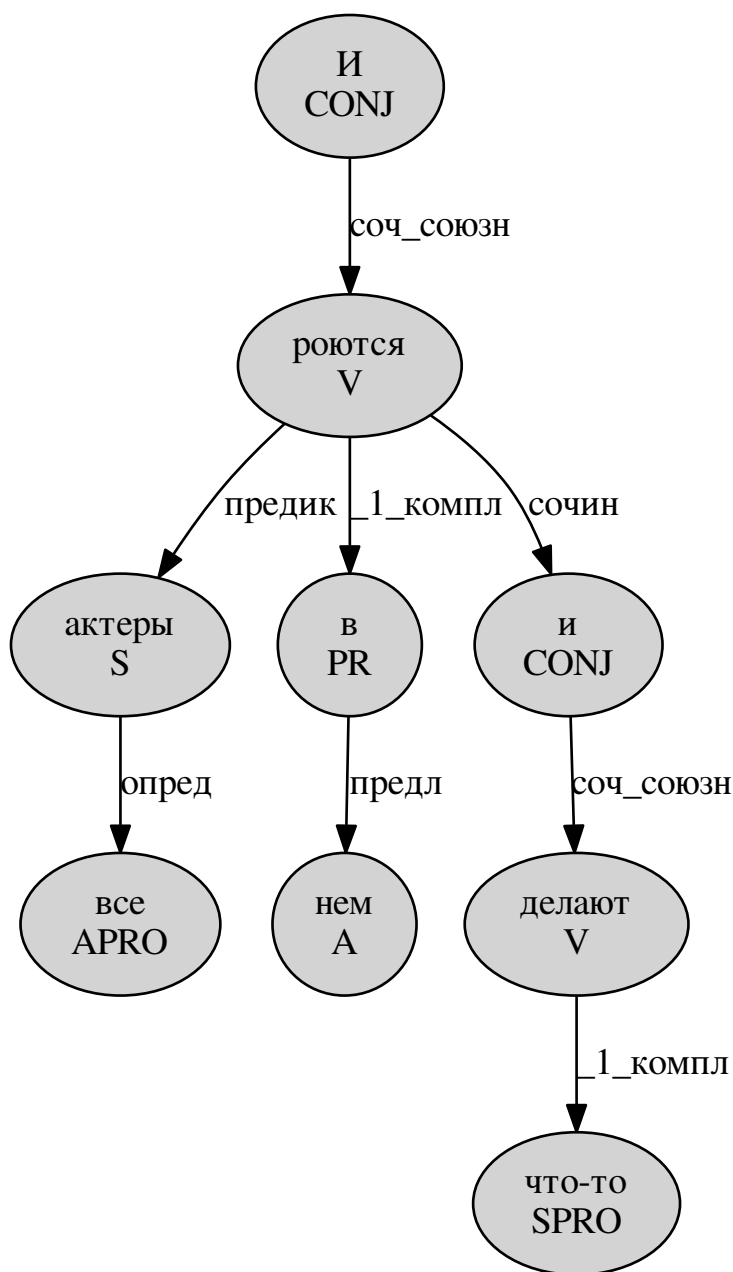 И
CONJ
соч_союзн
роются
V
предик
_1_компл
сочин
актеры
S
в
PR
и
CONJ
опред
предл
соч_союзн
все
APRO
нем
A
делают
V
_1_компл
что-то
SPRO